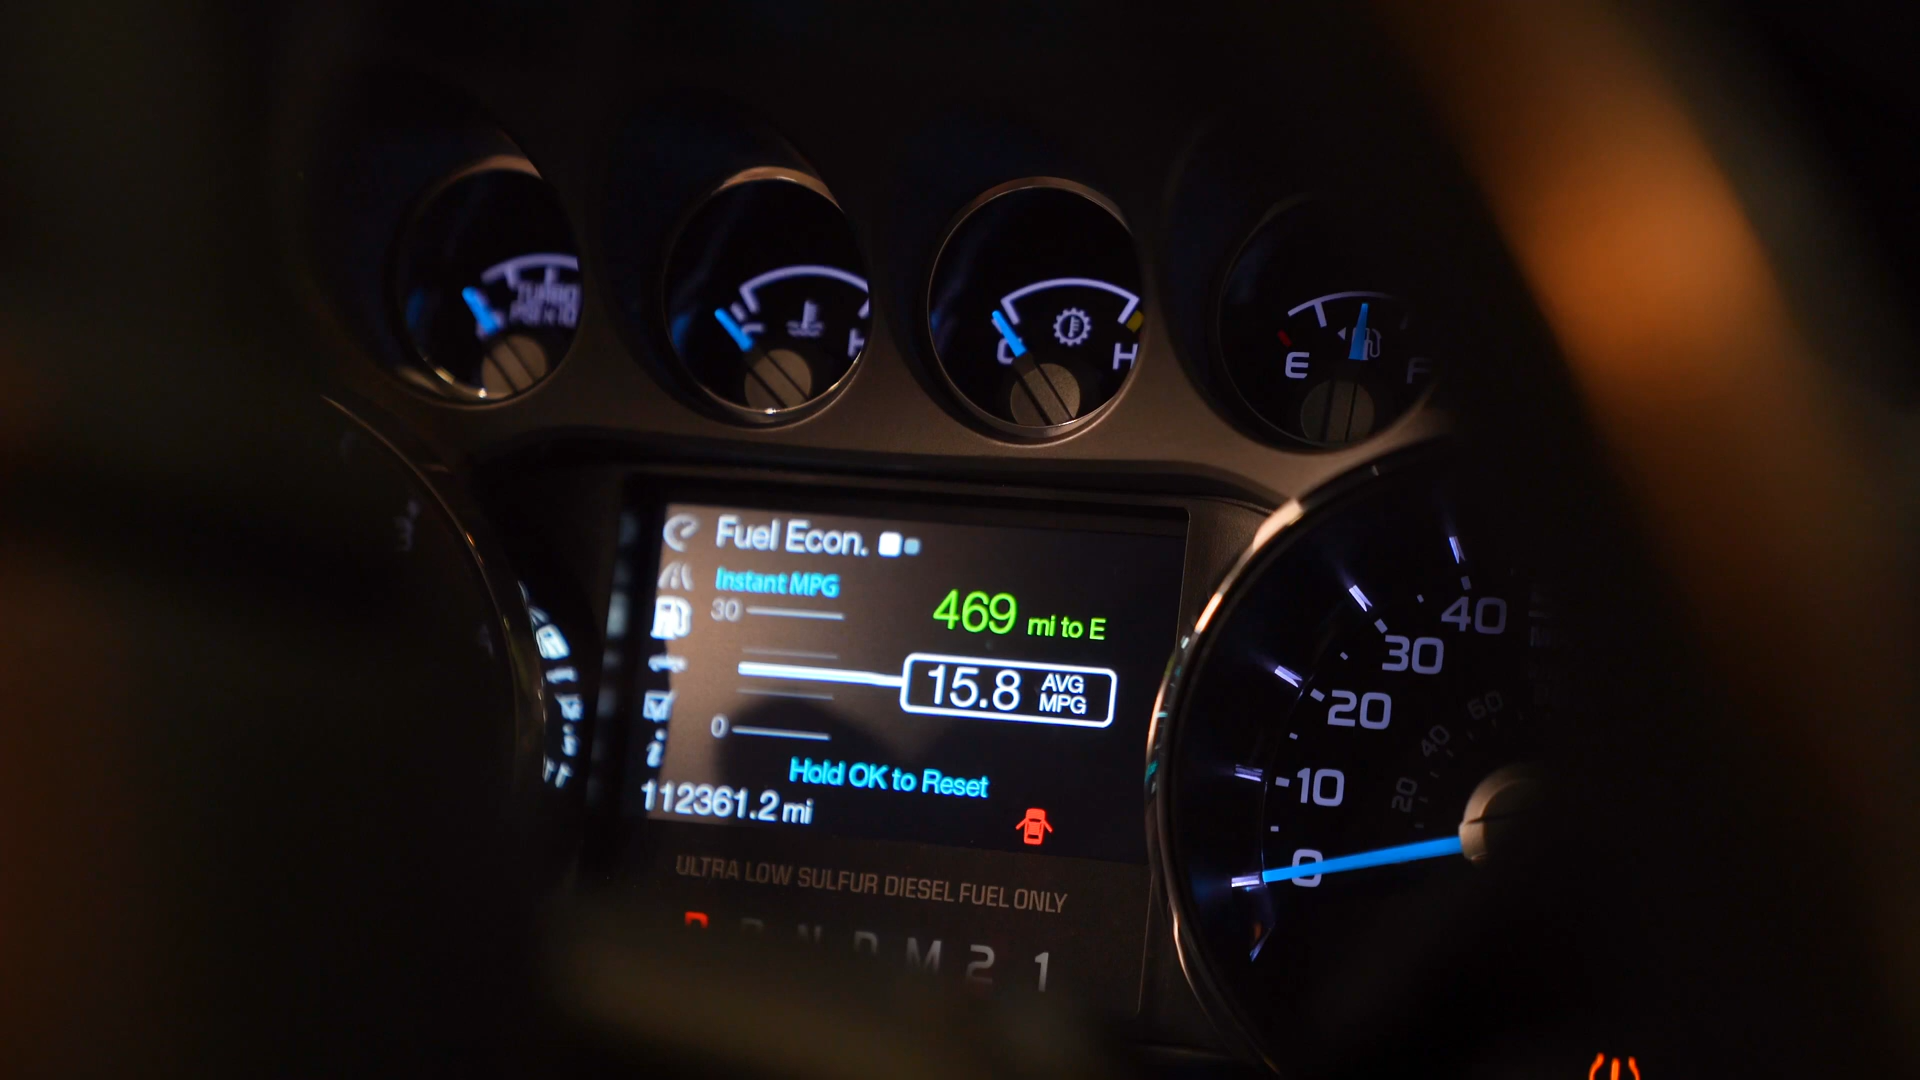 TURBO
H
C
H
E
F
Fuel Econ.
Instant MPG
30
469 mi to E
15.8 AVG MPG
0
Hold OK to Reset
112361.2 mi
ULTRA LOW SULFUR DIESEL FUEL ONLY
P R N D M 2 1
40
30
20
10
0
60
40
20